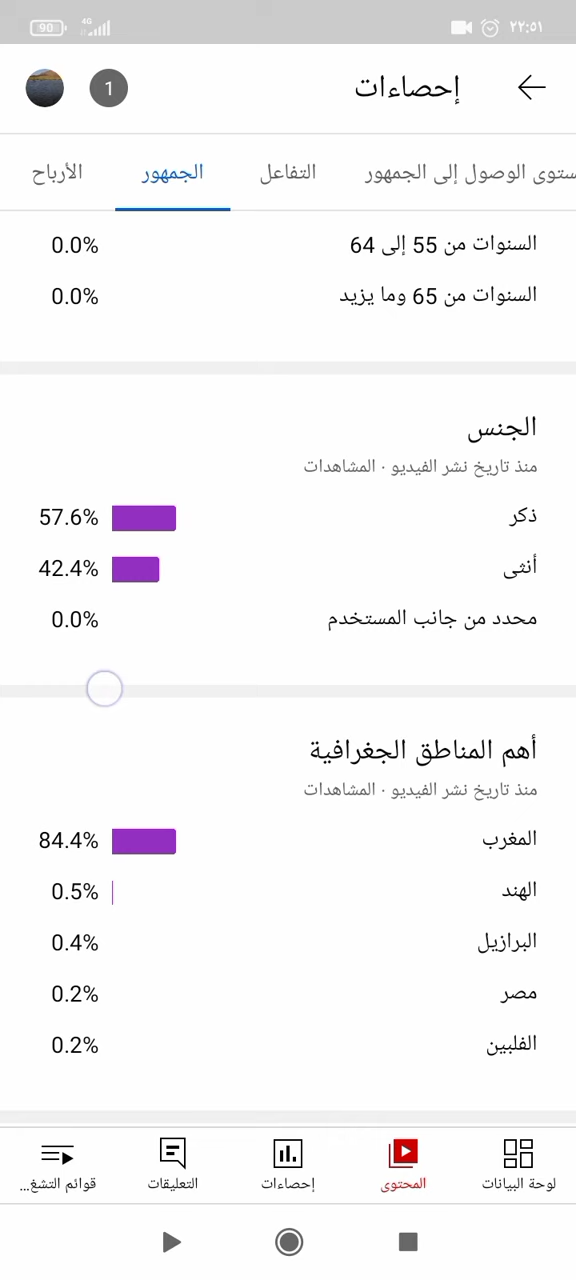 90 4G ٢٢:٥١
إحصاءات 1
ستوى الوصول إلى الجمهور التفاعل الجمهور الأرباح
السنوات من 55 إلى 64 0.0%
السنوات من 65 وما يزيد 0.0%
الجنس
منذ تاريخ نشر الفيديو · المشاهدات
ذكر 57.6%
أنثى 42.4%
محدد من جانب المستخدم 0.0%
أهم المناطق الجغرافية
منذ تاريخ نشر الفيديو · المشاهدات
المغرب 84.4%
الهند 0.5%
البرازيل 0.4%
مصر 0.2%
الفلبين 0.2%
لوحة البيانات المحتوى إحصاءات التعليقات قوائم التشغ...